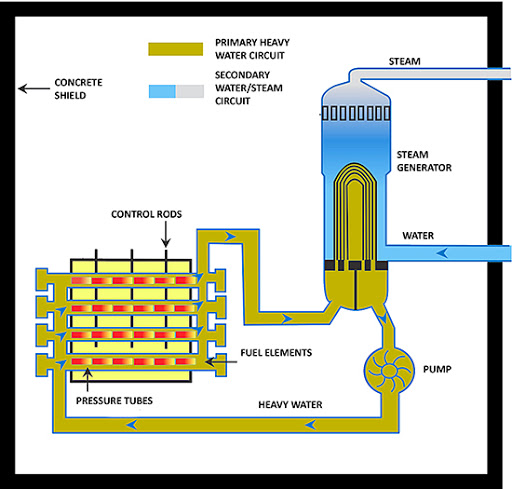 PRIMARY HEAVY
WATER CIRCUIT
SECONDARY
WATER/STEAM
CIRCUIT
STEAM
CONCRETE
SHIELD
STEAM
GENERATOR
CONTROL RODS
WATER
FUEL ELEMENTS
PUMP
PRESSURE TUBES
HEAVY WATER